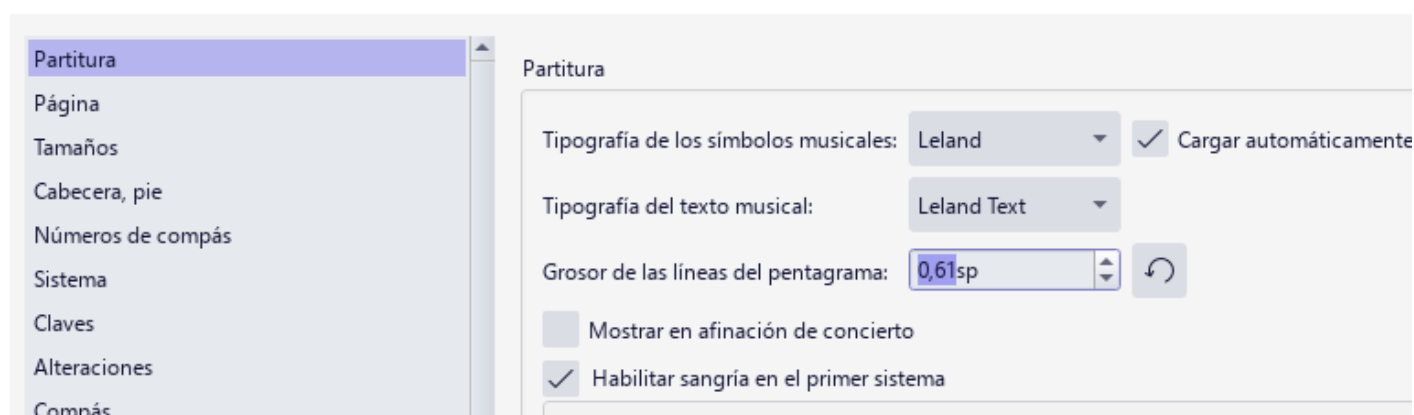 Partitura
Página
Tamaños
Cabecera, pie
Números de compás
Sistema
Claves
Alteraciones
Compás
Partitura
Tipografía de los símbolos musicales: Leland Cargar automáticamente
Tipografía del texto musical: Leland Text
Grosor de las líneas del pentagrama: 0,61sp
Mostrar en afinación de concierto
Habilitar sangría en el primer sistema